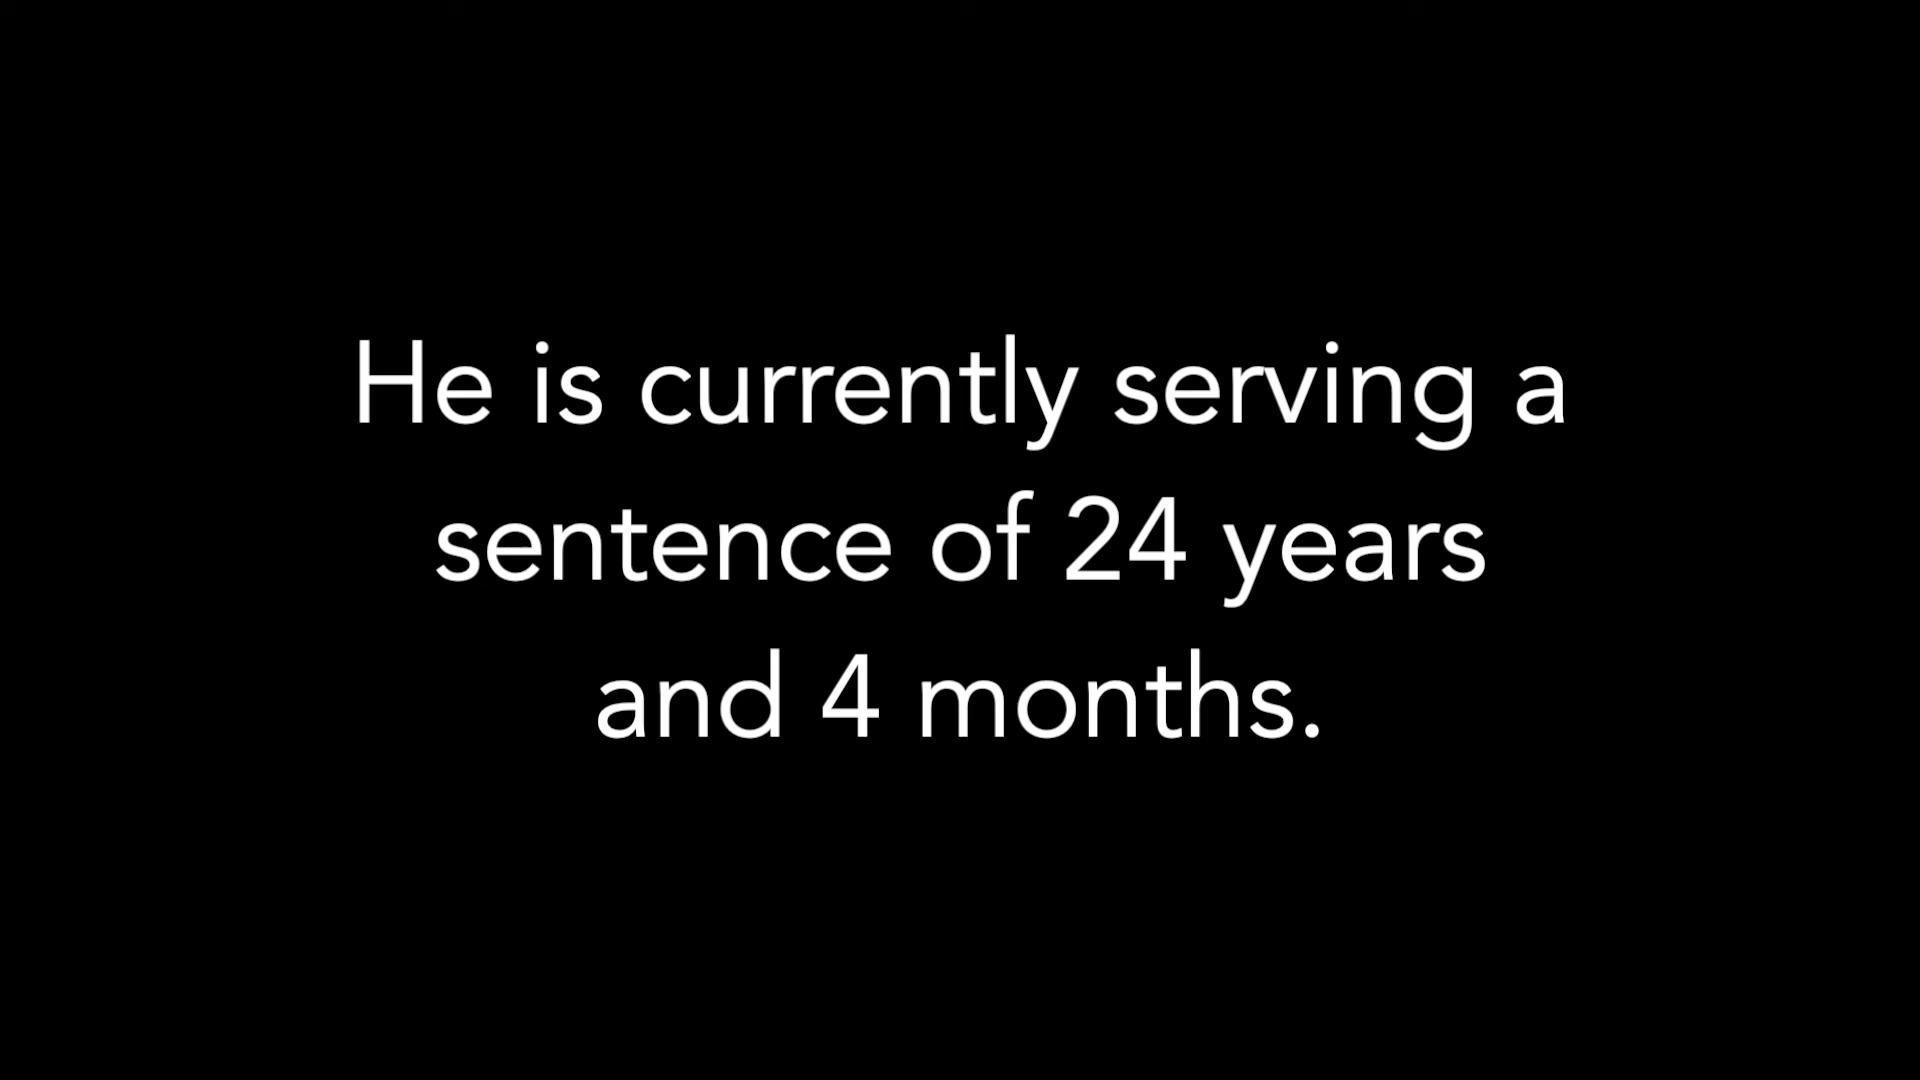 He is currently serving a
sentence of 24 years
and 4 months.